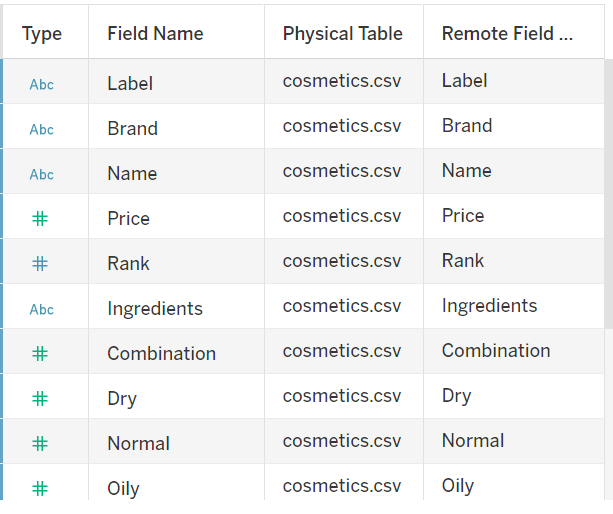 Type Field Name Physical Table Remote Field ...
Abc Label cosmetics.csv Label
Abc Brand cosmetics.csv Brand
Abc Name cosmetics.csv Name
# Price cosmetics.csv Price
# Rank cosmetics.csv Rank
Abc Ingredients cosmetics.csv Ingredients
# Combination cosmetics.csv Combination
# Dry cosmetics.csv Dry
# Normal cosmetics.csv Normal
# Oily cosmetics.csv Oily